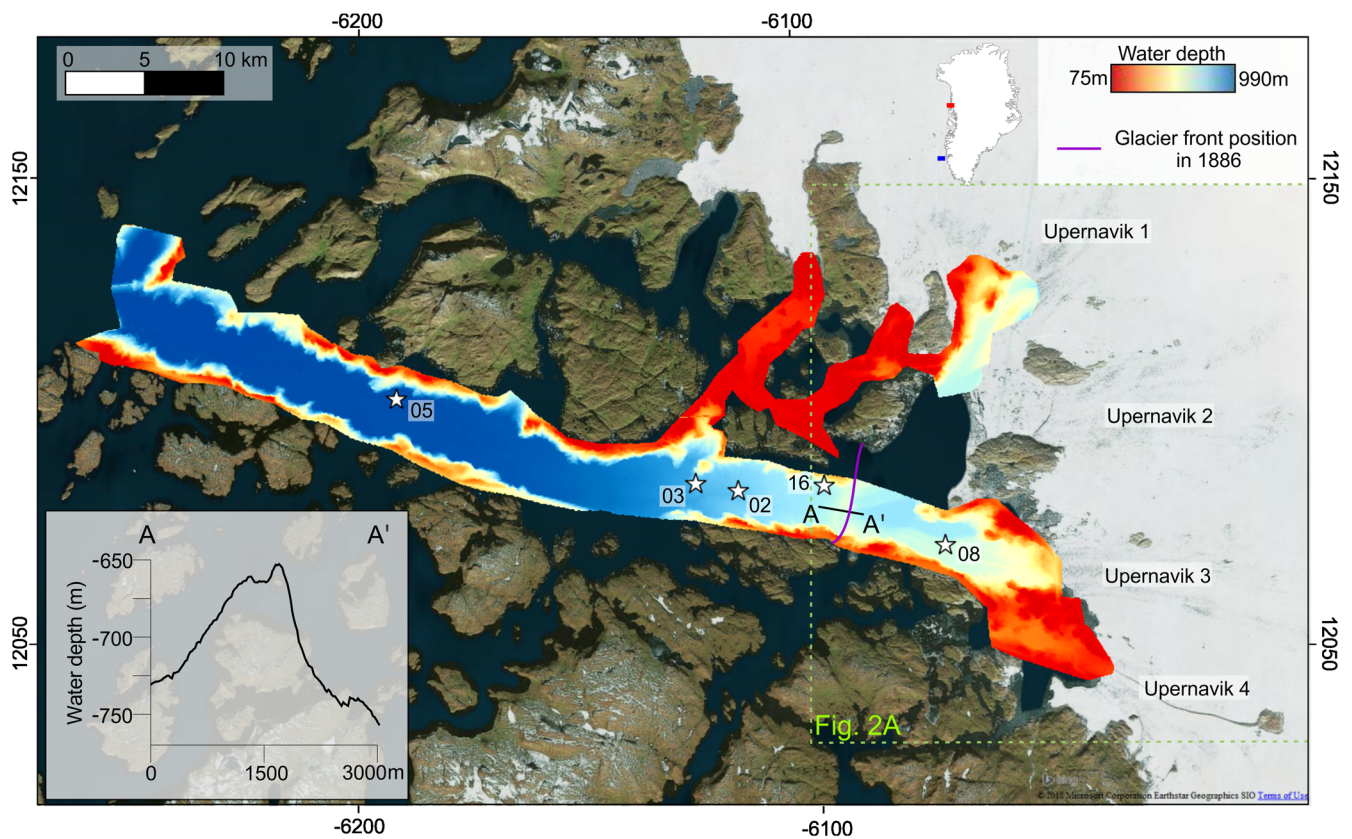 -6200
-6100
0
5
10 km
Water depth
75m
990m
Glacier front position
in 1886
12150
12150
Upernavik 1
Upernavik 2
05
03
02
16
A
A'
08
Upernavik 3
Upernavik 4
A
A'
-650
-700
-750
Water depth (m)
0
1500
3000m
12050
12050
Fig. 2A
© 2018 Microsoft Corporation Earthstar Geographics SIO Terms of Use
-6200
-6100